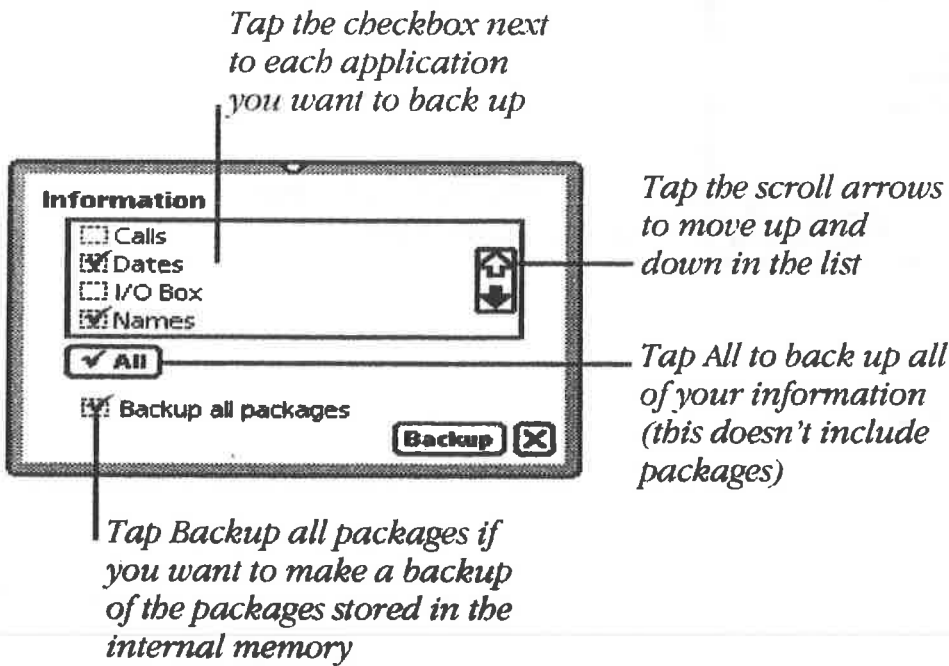 Tap the checkbox next
to each application
you want to back up
Information
Calls
Dates
I/O Box
Names
All
Backup all packages
Backup
Tap the scroll arrows
to move up and
down in the list
Tap All to back up all
of your information
(this doesn't include
packages)
Tap Backup all packages if
you want to make a backup
of the packages stored in the
internal memory